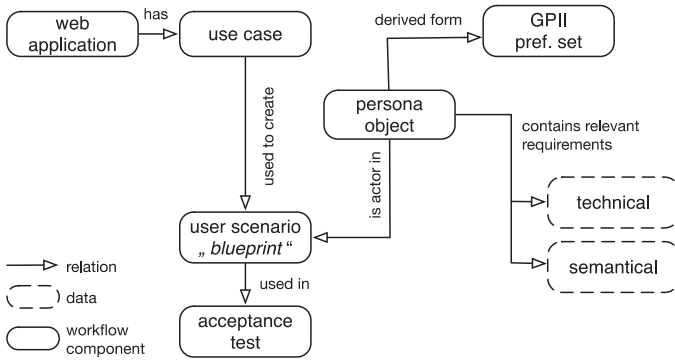 web
application
has
use case
derived form
GPII
pref. set
persona
object
contains relevant
requirements
used to create
is actor in
technical
semantical
user scenario
„ blueprint “
used in
acceptance
test
relation
data
workflow
component